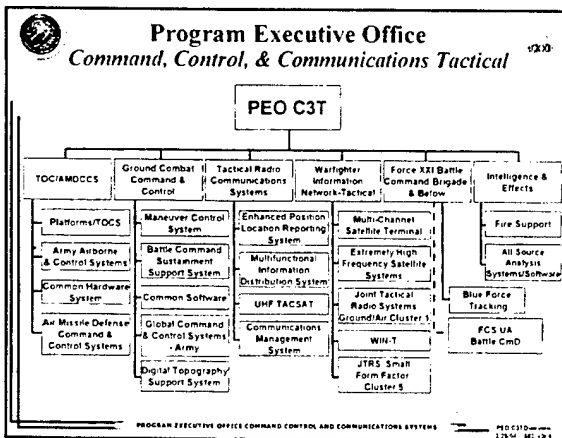 Program Executive Office
Command, Control, & Communications Tactical
PEO C3T
TOC/AMDCCS
Ground Combat
Command &
Control
Tactical Radio
Communications
Systems
Warfighter
Information
Network-Tactical
Force XXI Battle
Command Brigade
& Below
Intelligence &
Effects
Platforms/TOCS
Army Airborne
& Control Systems
Common Hardware
System
Air Missile Defense
Command &
Control Systems
Maneuver Control
System
Battle Command
Sustainment
Support System
Common Software
Global Command
& Control Systems
- Army
Digital Topography
Support System
Enhanced Position
Location Reporting
System
Multifunctional
Information
Distribution System
UHF TACSAT
Communications
Management
System
Multi-Channel
Satellite Terminal
Extremely High
Frequency Satellite
Systems
Joint Tactical
Radio Systems
Ground/Air Cluster 1
WIN-T
JTRS Small
Form Factor
Cluster 5
Blue Force
Tracking
FCS UA
Battle CmD
Fire Support
All Source
Analysis
Systems/Software
PROGRAM EXECUTIVE OFFICE COMMAND CONTROL AND COMMUNICATIONS SYSTEMS